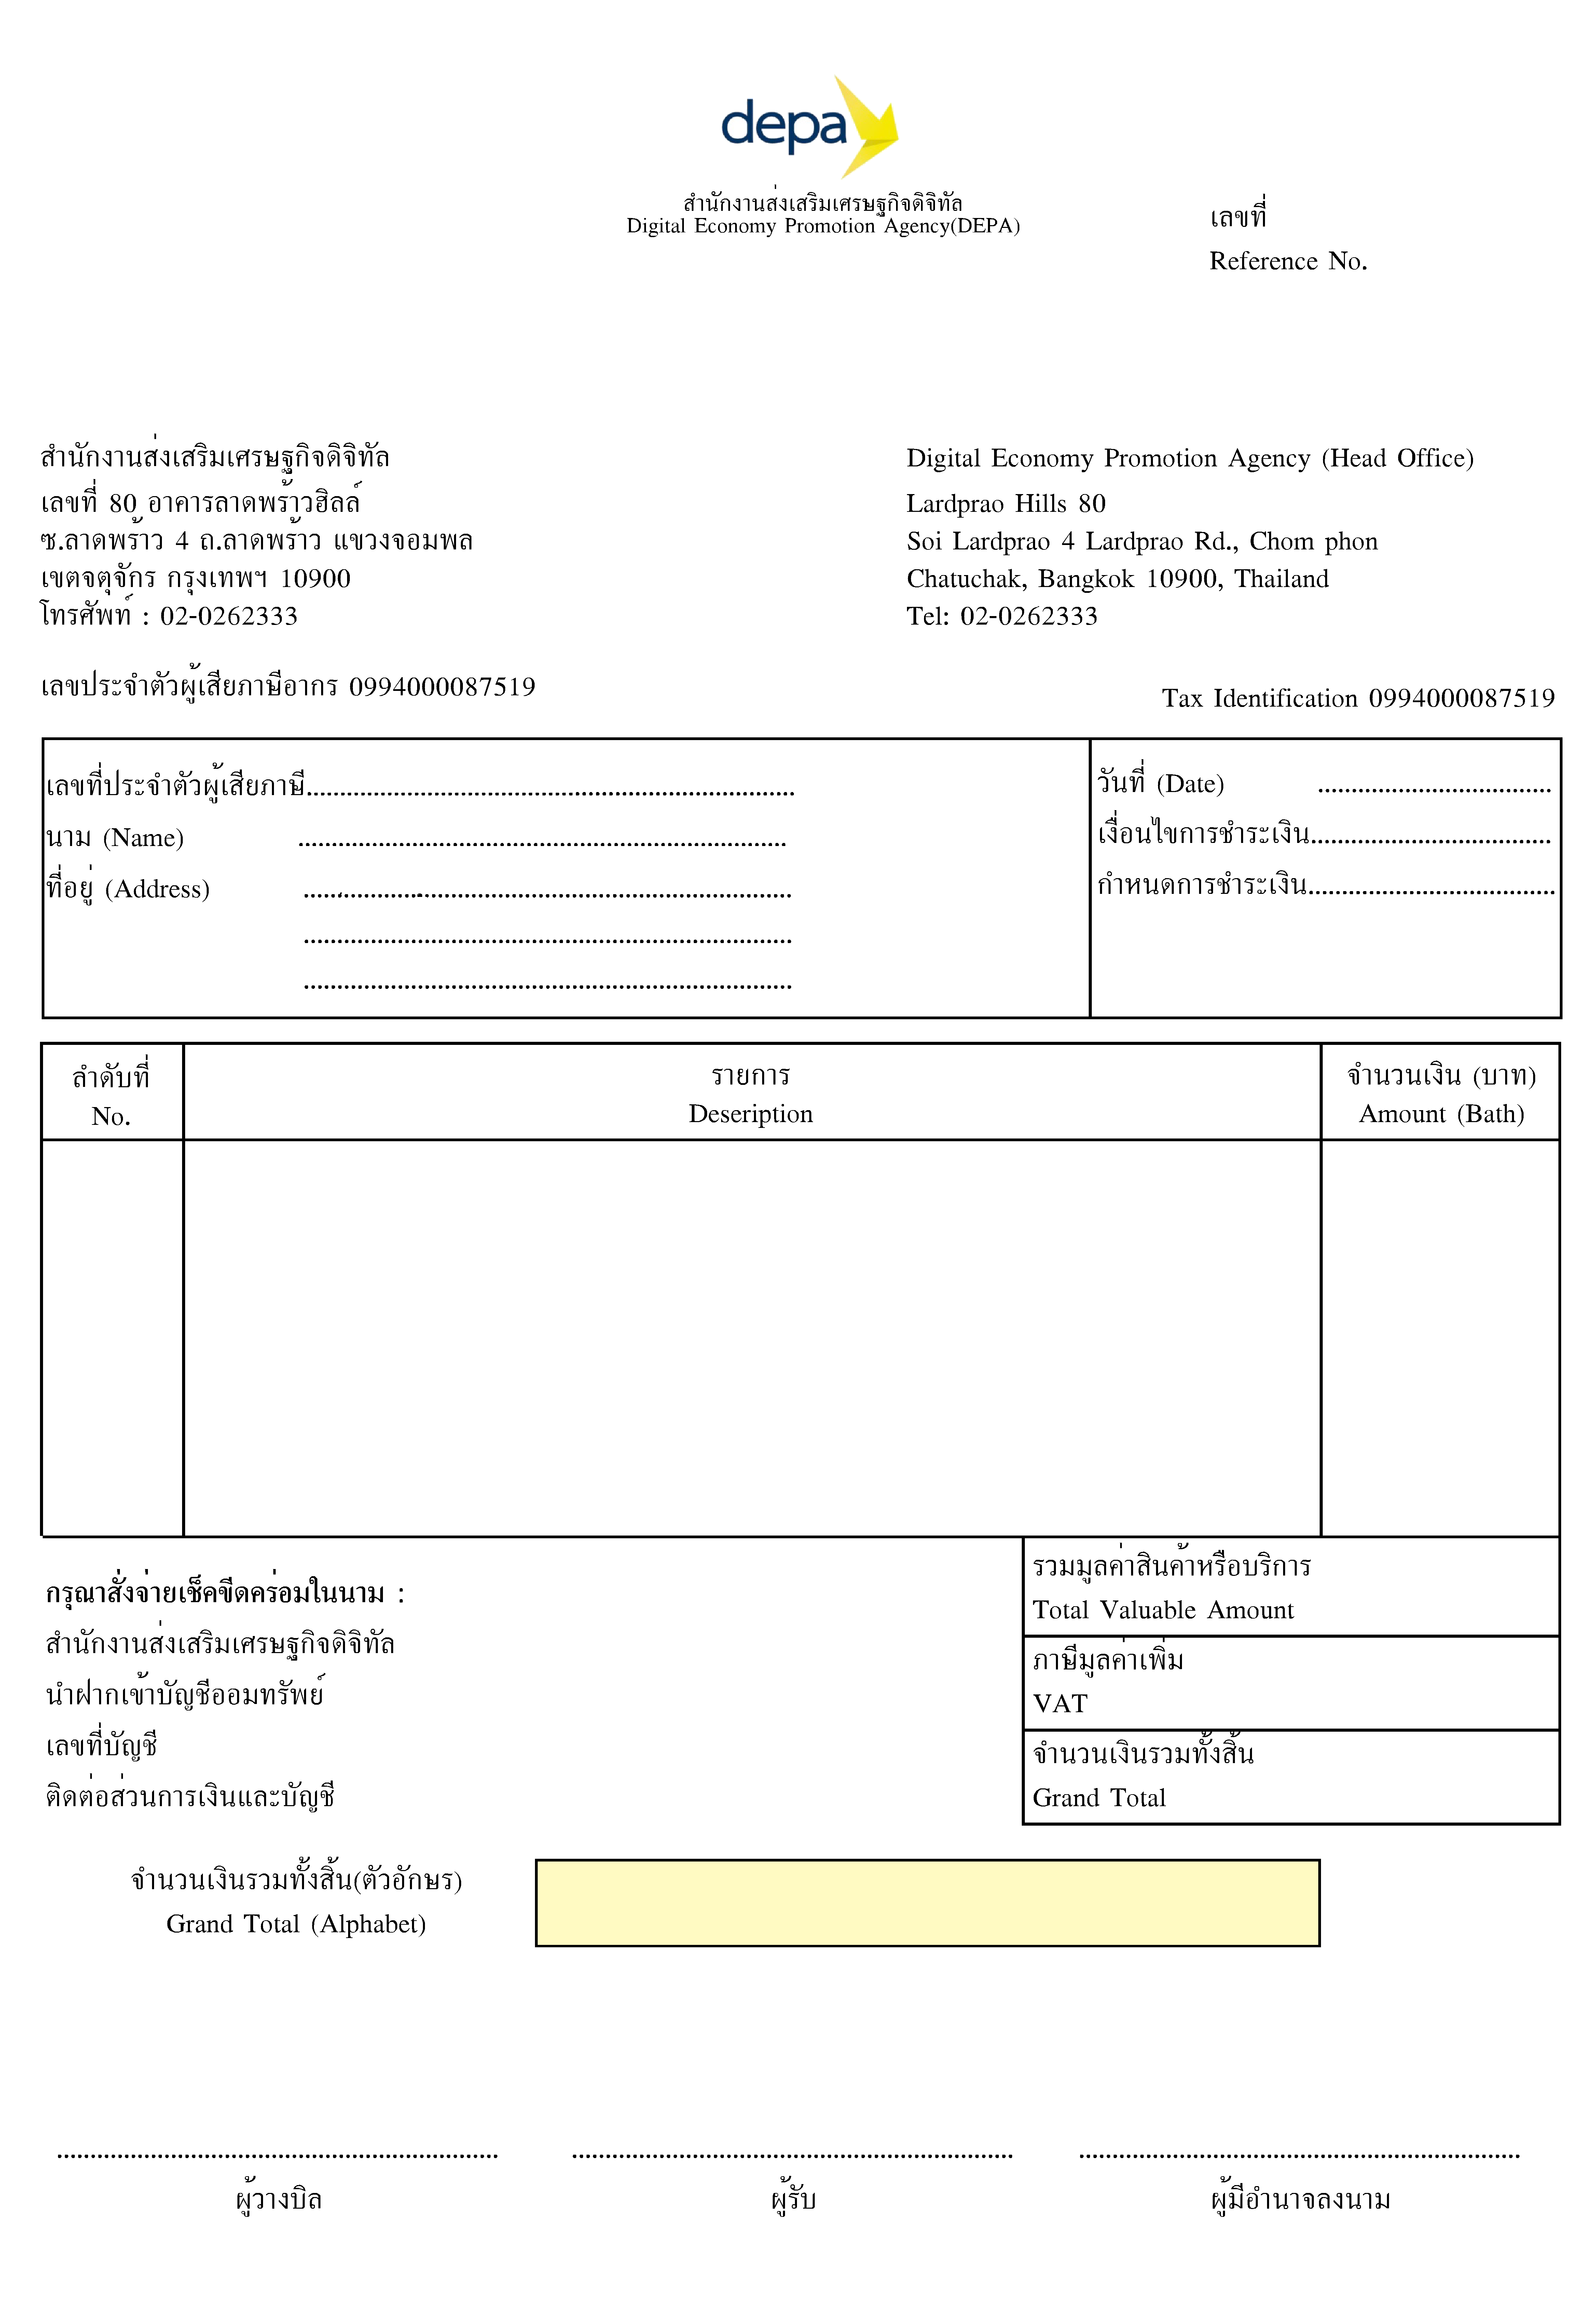 depa
สำนักงานส่งเสริมเศรษฐกิจดิจิทัล
Digital Economy Promotion Agency(DEPA)
เลขที่
Reference No.
สำนักงานส่งเสริมเศรษฐกิจดิจิทัล
เลขที่ 80 อาคารลาดพร้าวฮิลล์
ซ.ลาดพร้าว 4 ถ.ลาดพร้าว แขวงจอมพล
เขตจตุจักร กรุงเทพฯ 10900
โทรศัพท์ : 02-0262333
Digital Economy Promotion Agency (Head Office)
Lardprao Hills 80
Soi Lardprao 4 Lardprao Rd., Chom phon
Chatuchak, Bangkok 10900, Thailand
Tel: 02-0262333
เลขประจำตัวผู้เสียภาษีอากร 0994000087519
Tax Identification 0994000087519
เลขที่ประจำตัวผู้เสียภาษี.........................................................................
นาม (Name) .........................................................................
ที่อยู่ (Address) .........................................................................
.........................................................................
.........................................................................
วันที่ (Date) ...................................
เงื่อนไขการชำระเงิน....................................
กำหนดการชำระเงิน.....................................
ลำดับที่
No.
รายการ
Deseription
จำนวนเงิน (บาท)
Amount (Bath)
รวมมูลค่าสินค้าหรือบริการ
Total Valuable Amount
ภาษีมูลค่าเพิ่ม
VAT
จำนวนเงินรวมทั้งสิ้น
Grand Total
กรุณาสั่งจ่ายเช็คขีดคร่อมในนาม :
สำนักงานส่งเสริมเศรษฐกิจดิจิทัล
นำฝากเข้าบัญชีออมทรัพย์
เลขที่บัญชี
ติดต่อส่วนการเงินและบัญชี
จำนวนเงินรวมทั้งสิ้น(ตัวอักษร)
Grand Total (Alphabet)
.................................................................. .................................................................. ..................................................................
ผู้วางบิล ผู้รับ ผู้มีอำนาจลงนาม